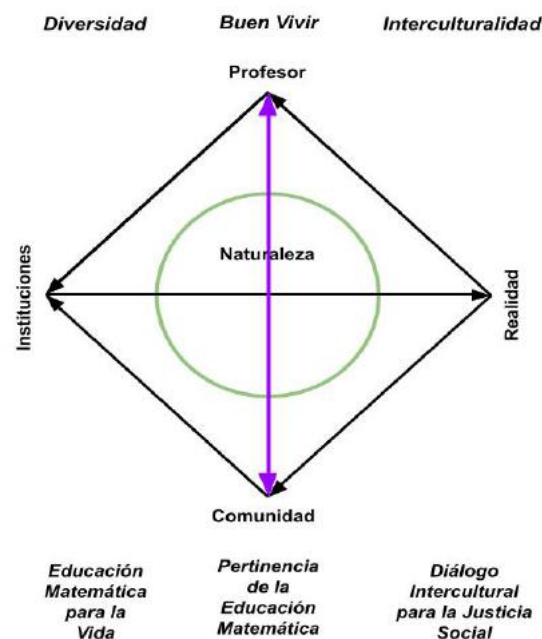 Diversidad
Buen Vivir
Interculturalidad
Profesor
Naturaleza
Instituciones
Realidad
Comunidad
Educación
Matemática
para la
Vida
Pertinencia
de la
Educación
Matemática
Diálogo
Intercultural
para la Justicia
Social